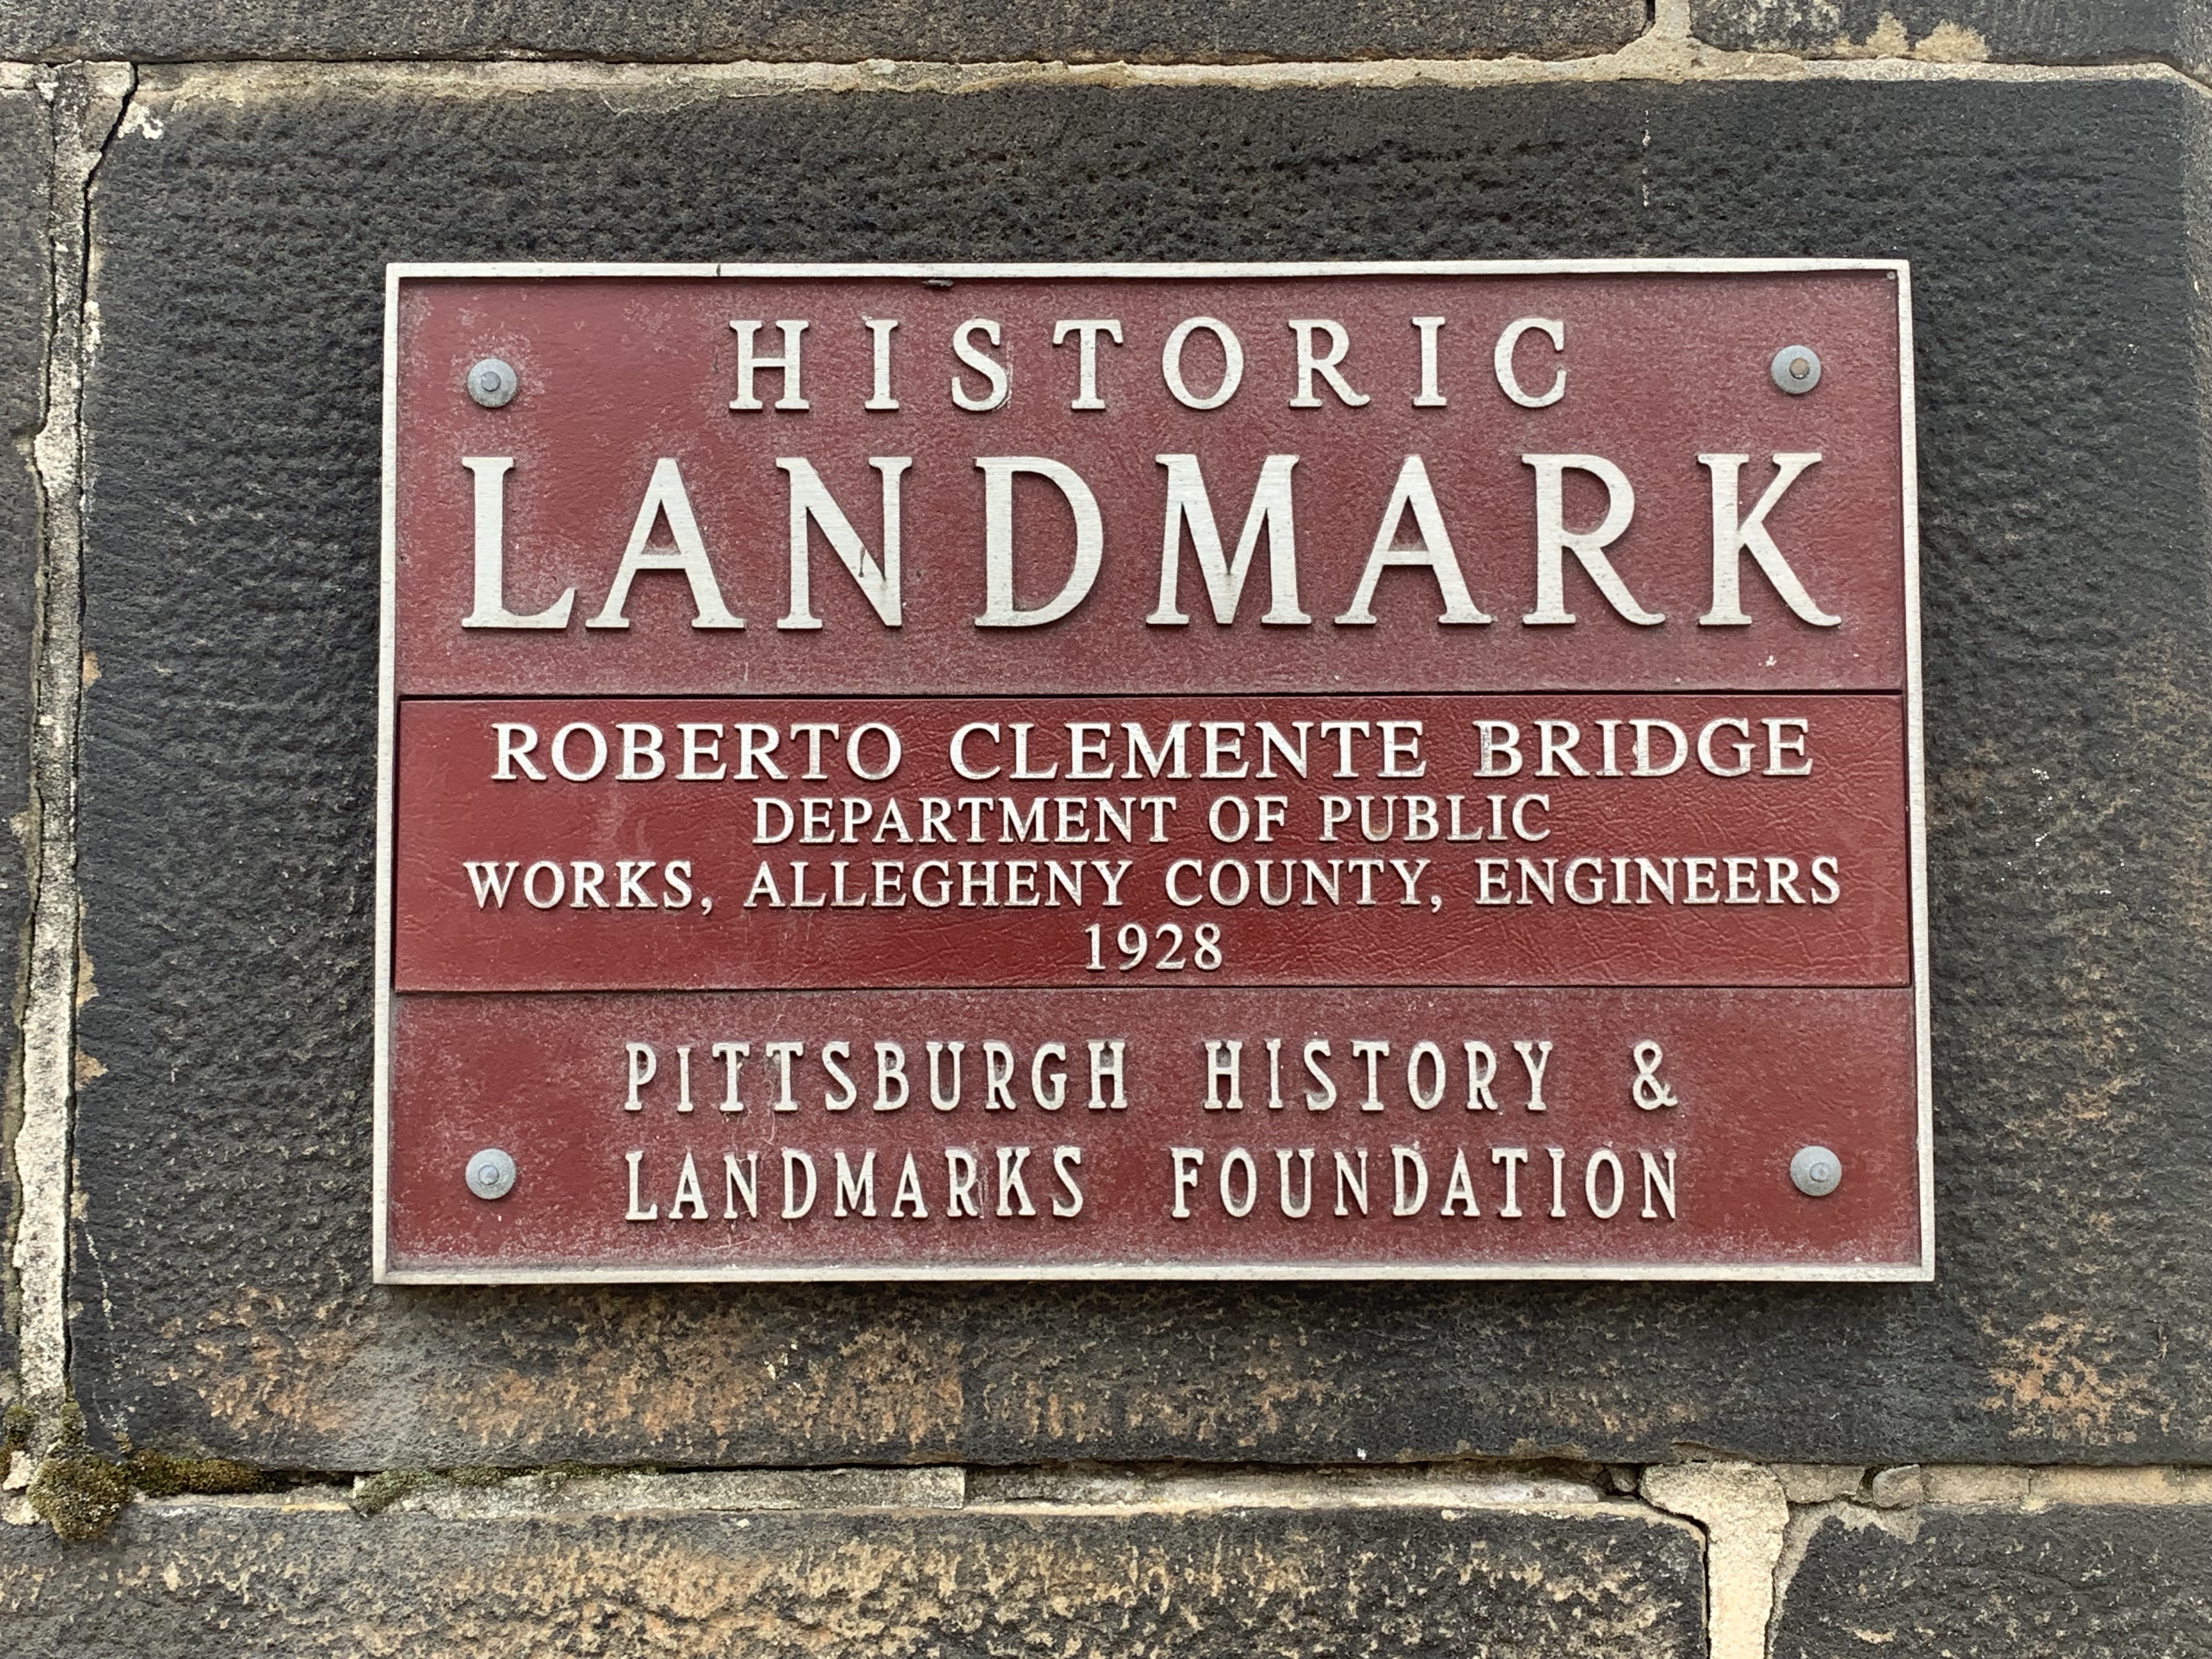 HISTORIC
LANDMARK
ROBERTO CLEMENTE BRIDGE
DEPARTMENT OF PUBLIC
WORKS, ALLEGHENY COUNTY, ENGINEERS
1928
PITTSBURGH HISTORY &
LANDMARKS FOUNDATION